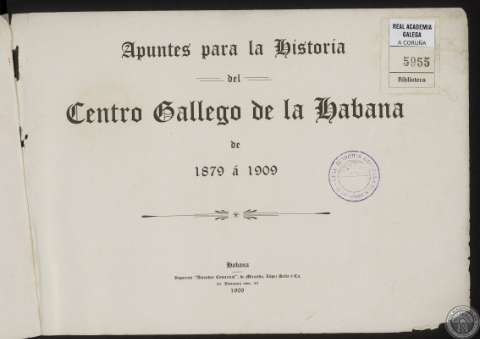 Apuntes para la Historia
del
Centro Gallego de la Habana
de
1879 á 1909
REAL ACADEMIA
GALEGA
A CORUÑA
5955
Biblioteca
Habana
1909